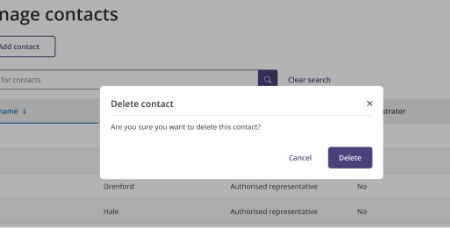 nage contacts
Add contact
for contacts
Clear search
name ↓
strator
Delete contact
×
Are you sure you want to delete this contact?
Cancel
Delete
Drenford Authorised representative No
Hale Authorised representative No